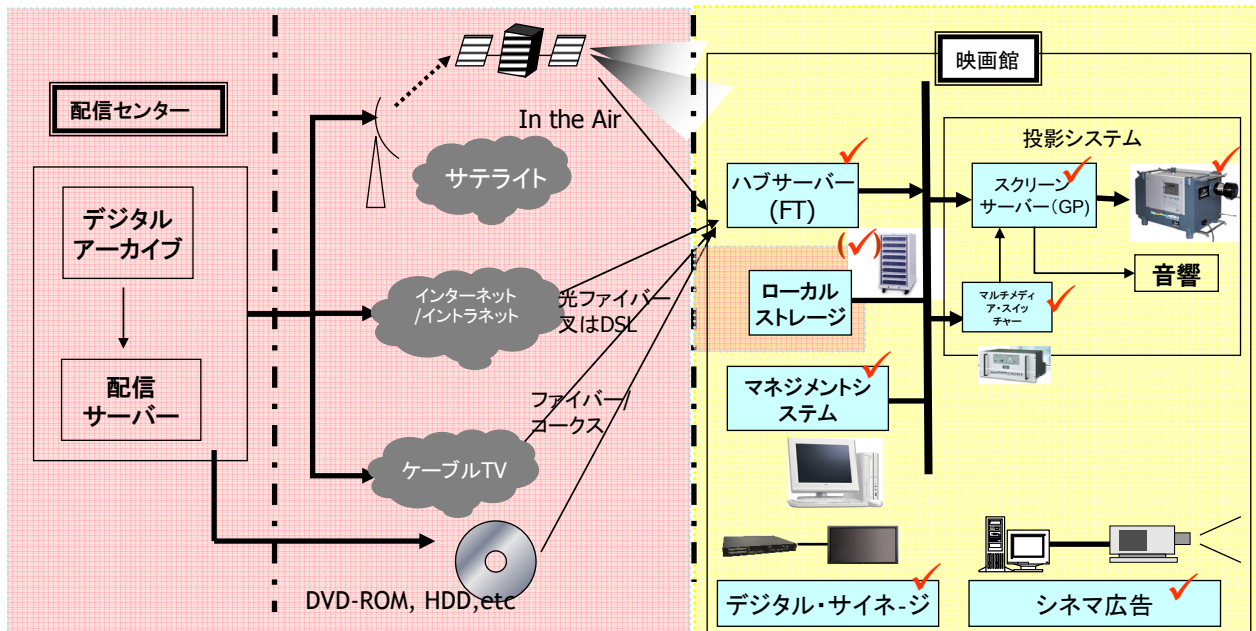 配信センター
デジタル
アーカイブ
配信
サーバー
In the Air
サテライト
インターネット
/イントラネット
光ファイバー
又はDSL
ファイバー/
コークス
ケーブルTV
DVD-ROM, HDD,etc
映画館
投影システム
ハブサーバー
(FT)
スクリーン
サーバー(GP)
音響
(✓)
ローカル
ストレージ
マルチメディ
ア・スイッ
チャー
マネジメントシ
ステム
デジタル・サイネ-ジ
シネマ広告